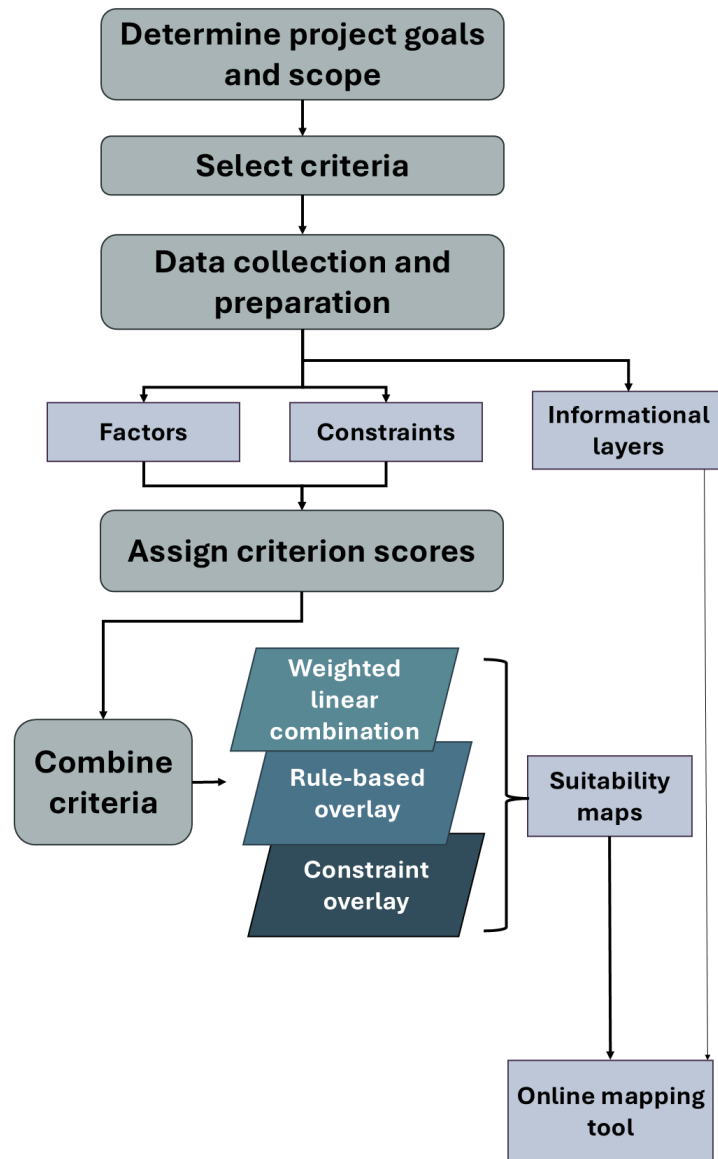 Determine project goals
and scope
Select criteria
Data collection and
preparation
Factors
Constraints
Informational
layers
Assign criterion scores
Combine
criteria
Weighted
linear
combination
Rule-based
overlay
Constraint
overlay
Suitability
maps
Online mapping
tool